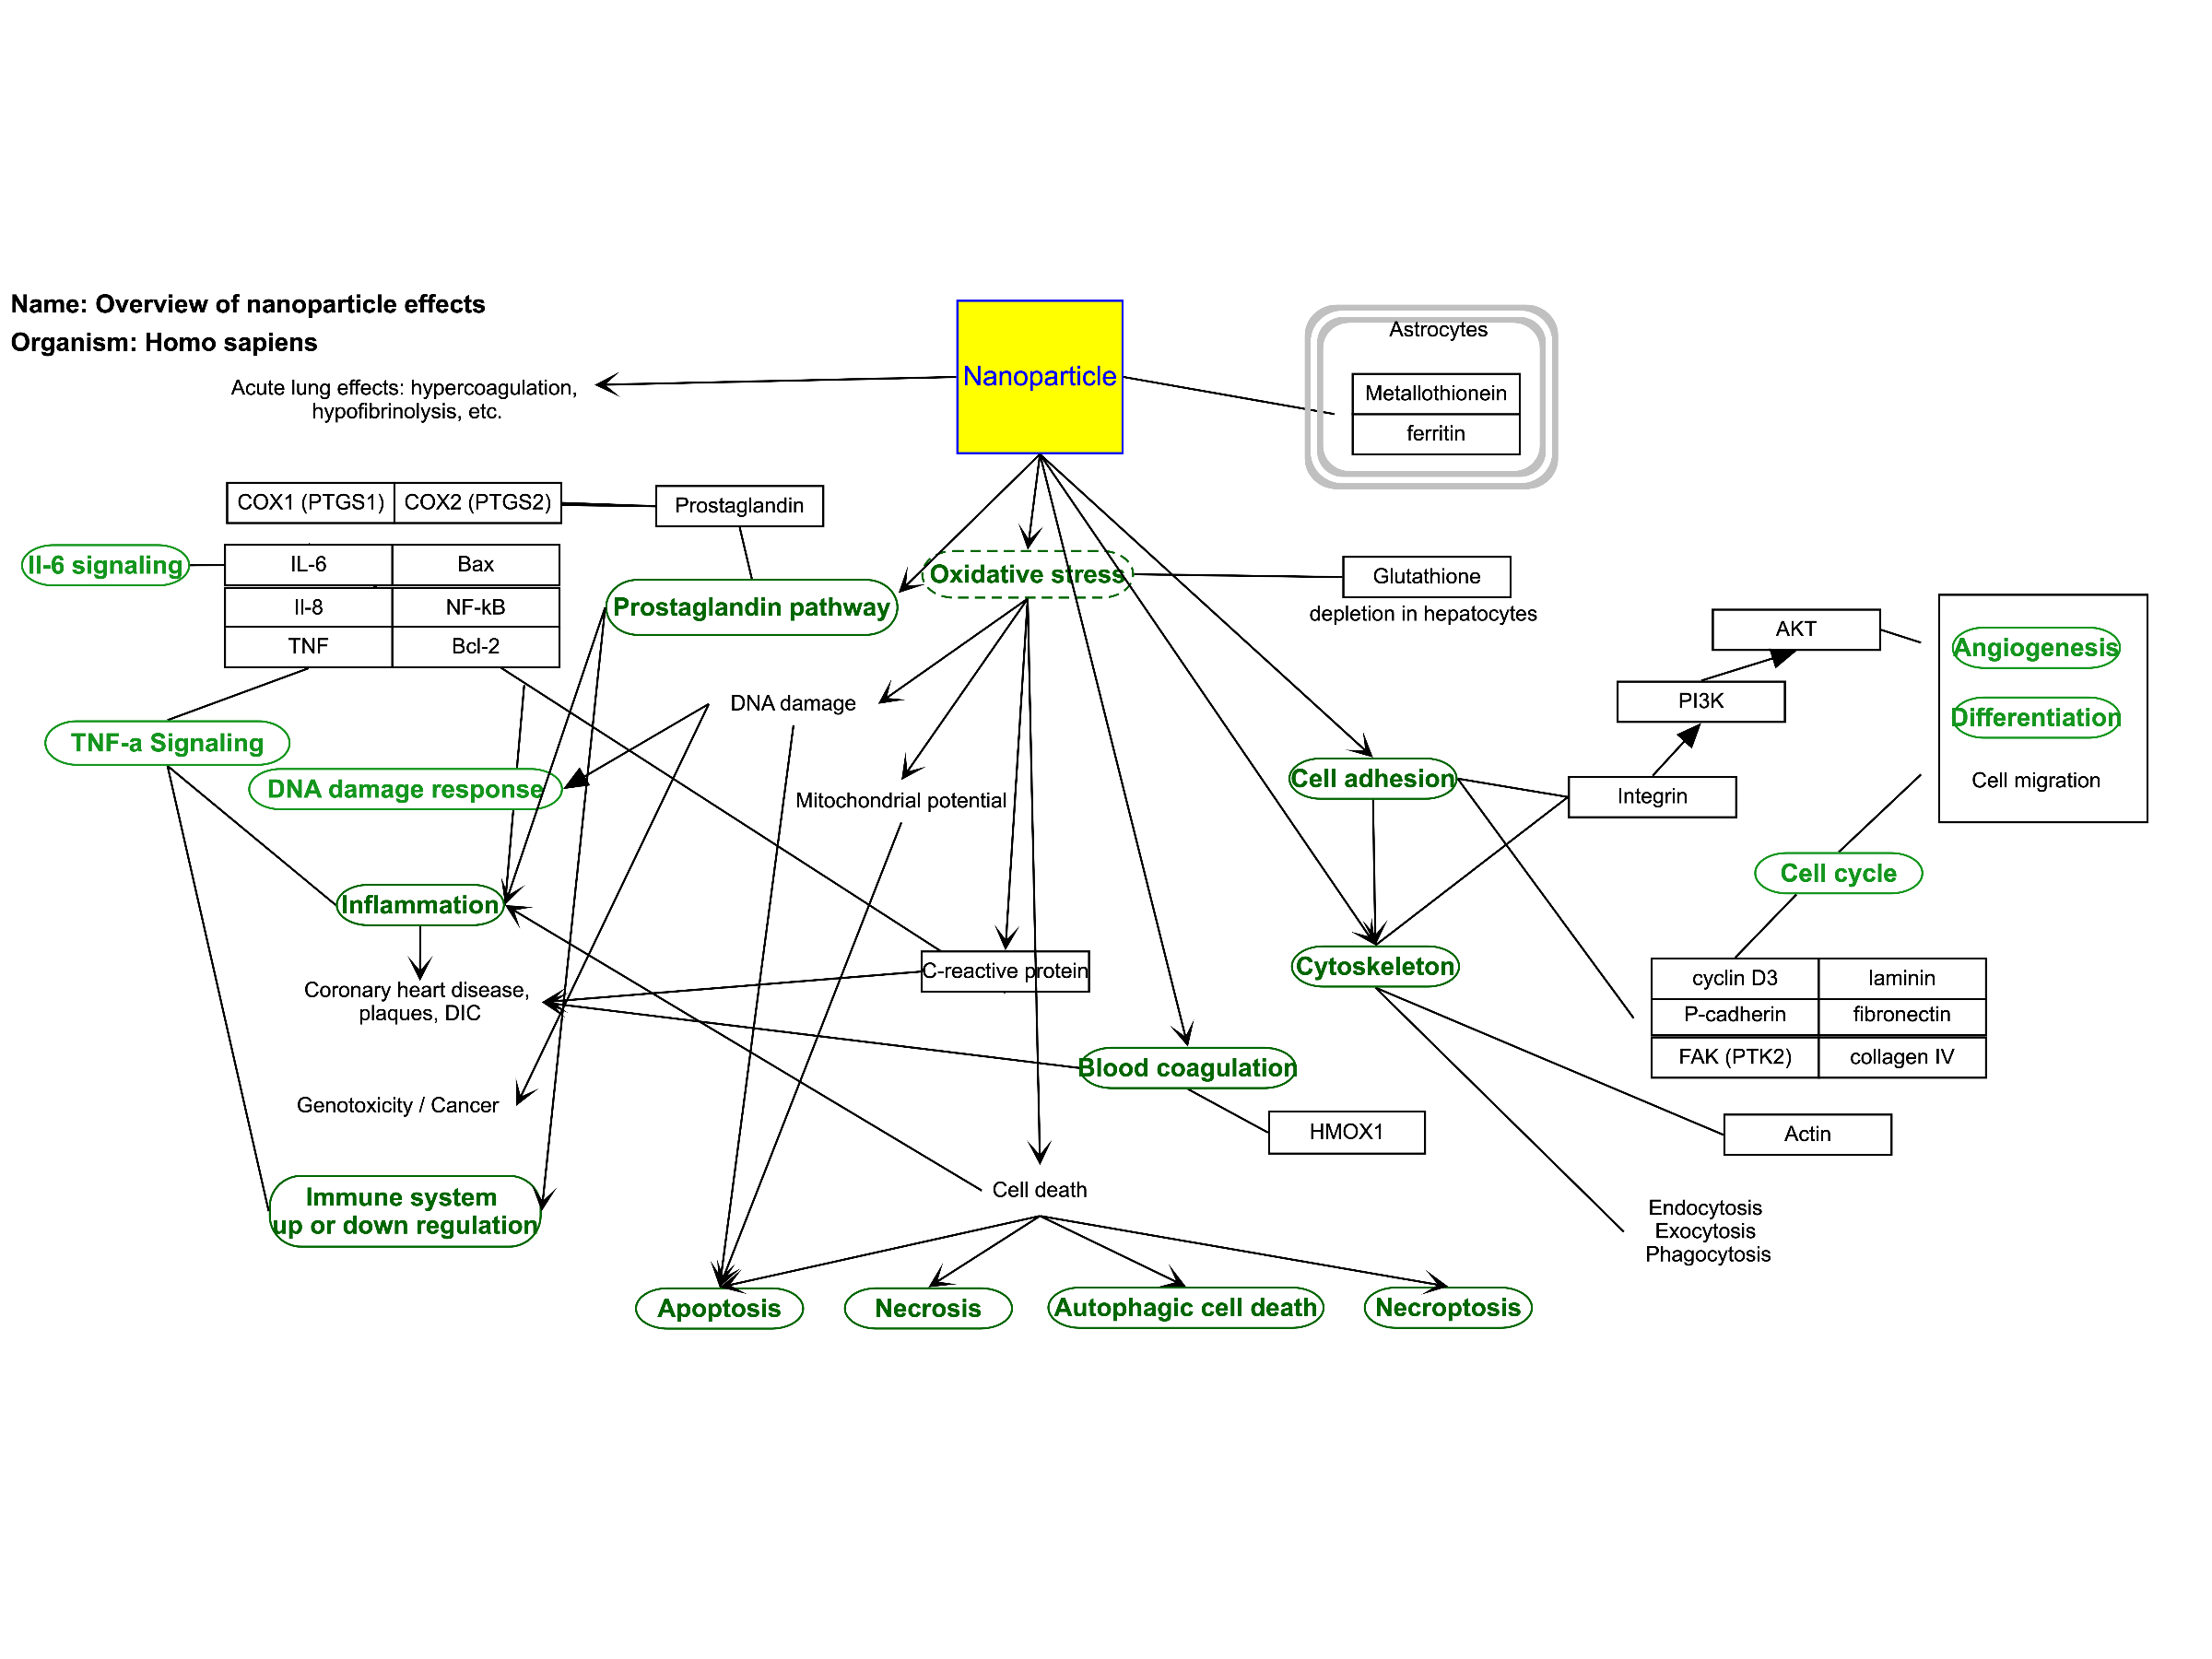 Name: Overview of nanoparticle effects
Organism: Homo sapiens
Nanoparticle
Astrocytes
Metallothionein
ferritin
Acute lung effects: hypercoagulation,
hypofibrinolysis, etc.
COX1 (PTGS1)
COX2 (PTGS2)
Prostaglandin
Il-6 signaling
IL-6
Bax
Il-8
NF-kB
TNF
Bcl-2
Prostaglandin pathway
Oxidative stress
Glutathione
depletion in hepatocytes
AKT
Angiogenesis
PI3K
Differentiation
Cell migration
TNF-a Signaling
DNA damage
DNA damage response
Mitochondrial potential
Cell adhesion
Integrin
Cell cycle
Inflammation
C-reactive protein
Cytoskeleton
cyclin D3
laminin
P-cadherin
fibronectin
FAK (PTK2)
collagen IV
Coronary heart disease,
plaques, DIC
Blood coagulation
Genotoxicity / Cancer
HMOX1
Actin
Cell death
Immune system
up or down regulation
Endocytosis
Exocytosis
Phagocytosis
Apoptosis
Necrosis
Autophagic cell death
Necroptosis